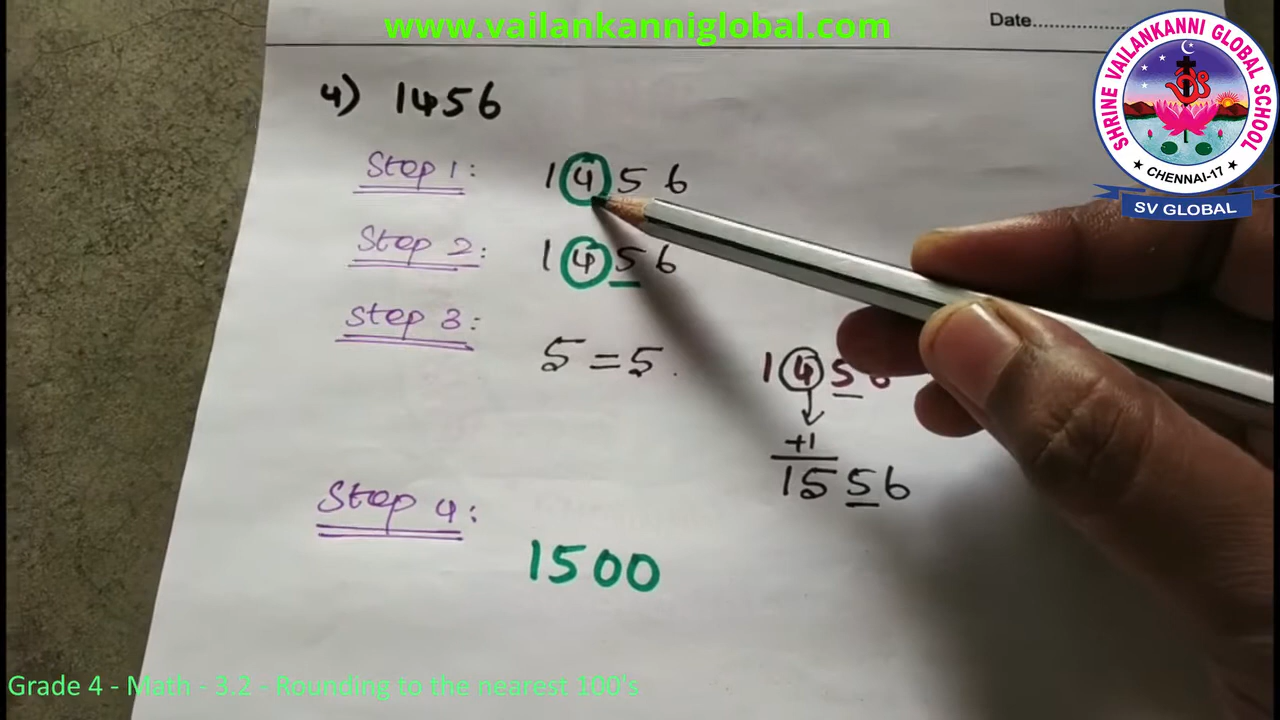 www.vailankanniglobal.com
Date..............
SHRINE VAILANKANNI GLOBAL SCHOOL
CHENNAI-17
SV GLOBAL
4) 1456
Step 1: 1456
Step 2: 1456
Step 3: 5=5.
1456
+1
1556
Step 4:
1500
Grade 4 - Math - 3.2 - Rounding to the nearest 100's